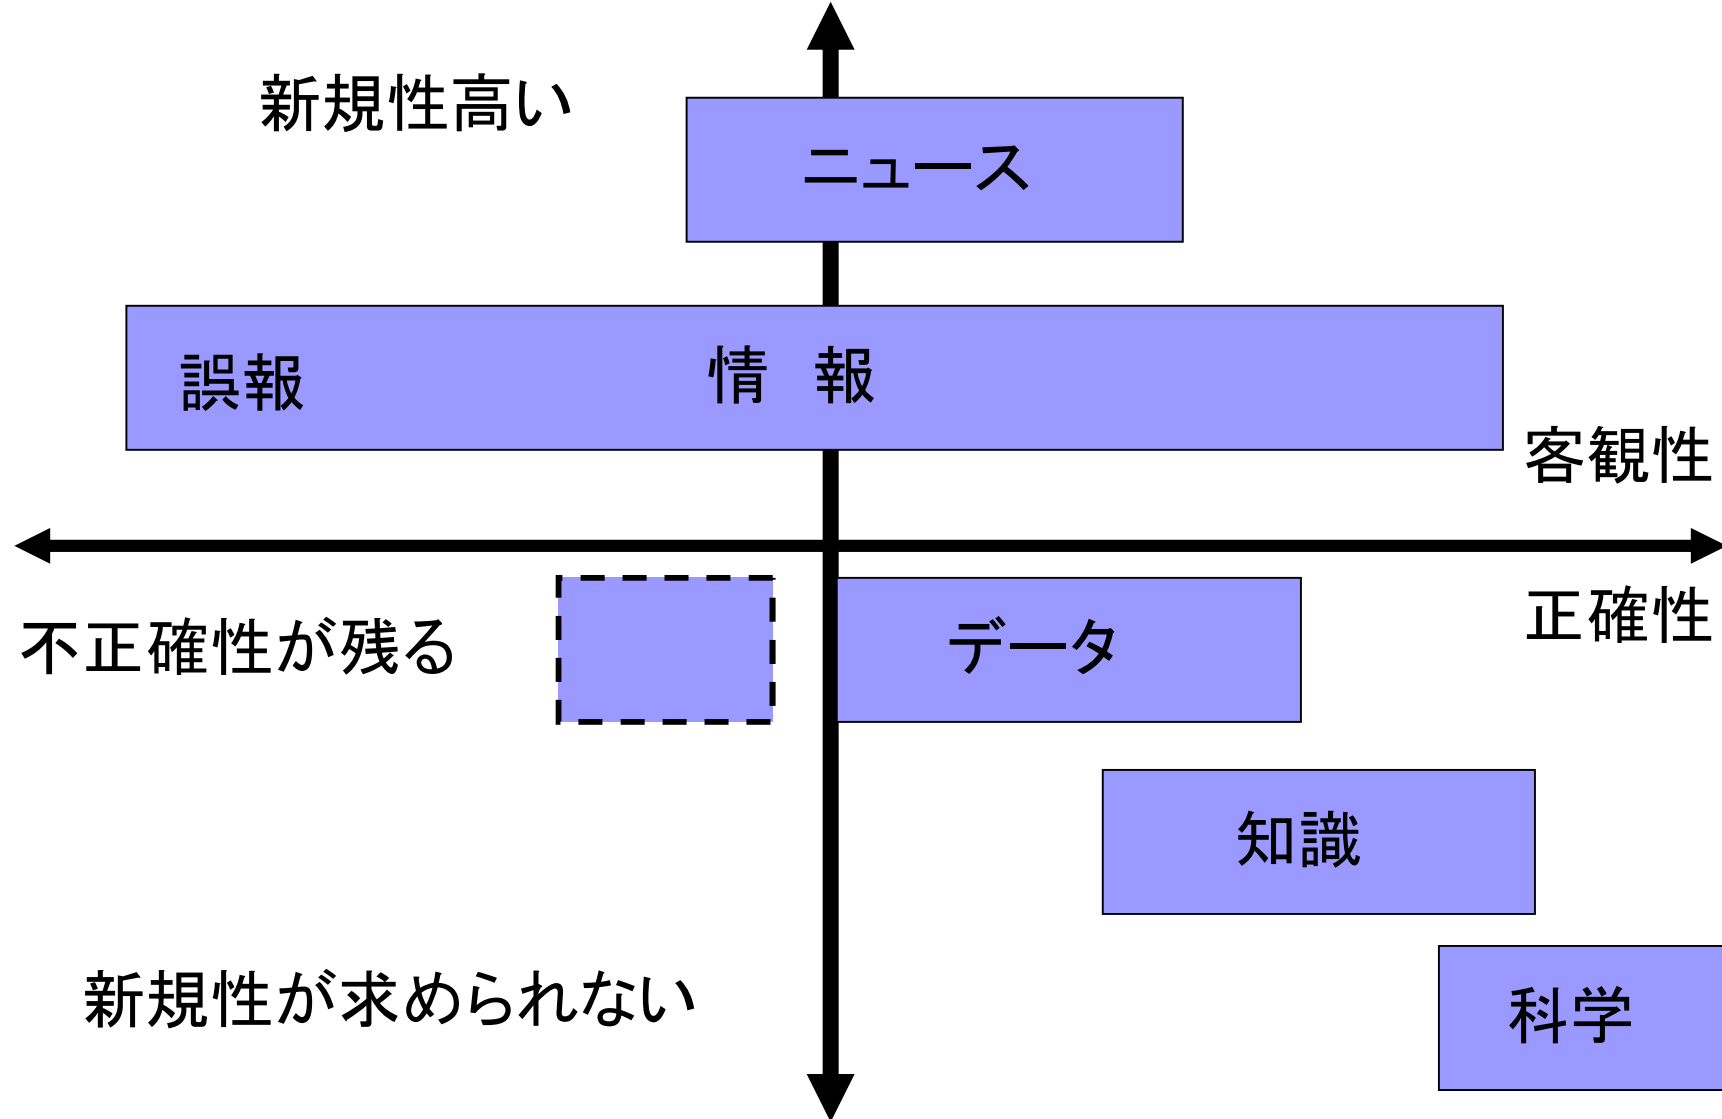 新規性高い
ニュース
誤報
情　報
客観性
正確性
不正確性が残る
データ
知識
新規性が求められない
科学